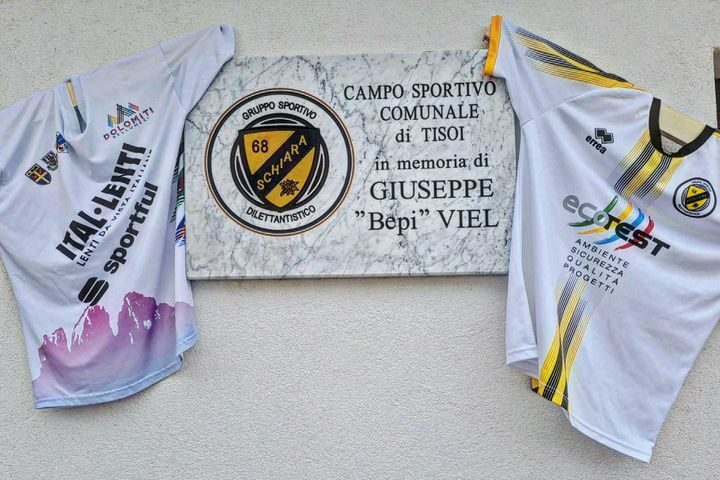 DOLOMITI
ITAL·LENTI
LENTI DA VISTA ITALIANE
sportful
GRUPPO SPORTIVO
68
SCHIARA
DILETTANTISTICO
CAMPO SPORTIVO
COMUNALE
di TISOI
in memoria di
GIUSEPPE
"Bepi" VIEL
errea
ecoTEST
AMBIENTE
SICUREZZA
QUALITÀ
PROGETTI